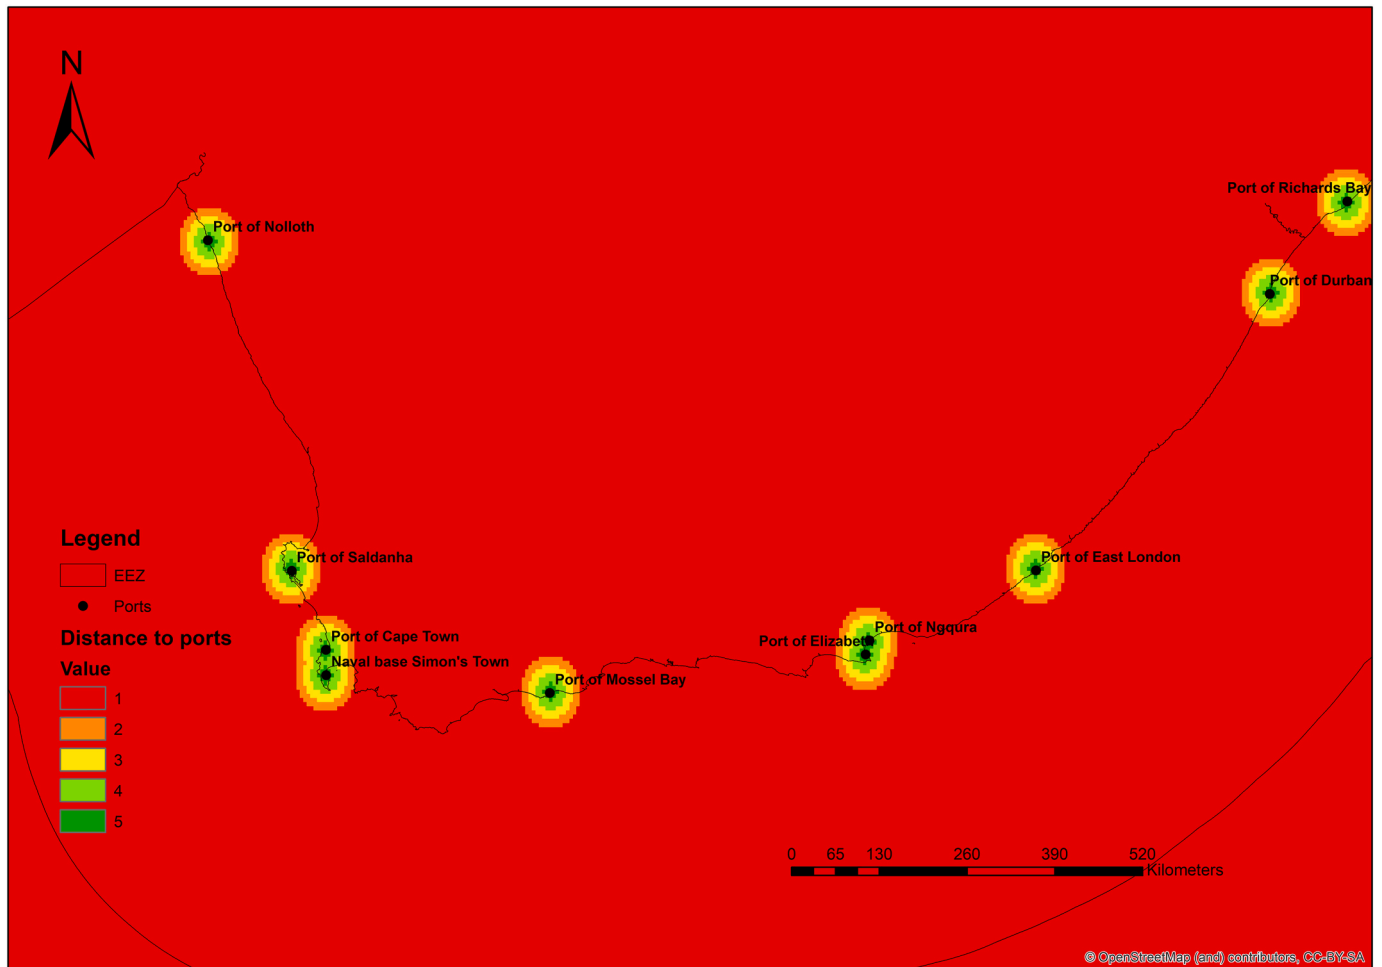 N
Port of Richards Bay
Port of Nolloth
Port of Durban
Legend
EEZ
Ports
Distance to ports
Value
1
2
3
4
5
Port of Saldanha
Port of East London
Port of Cape Town
Port of Ngqura
Port of Elizabeth
Naval base Simon's Town
Port of Mossel Bay
0 65 130 260 390 520
Kilometers
© OpenStreetMap (and) contributors, CC-BY-SA